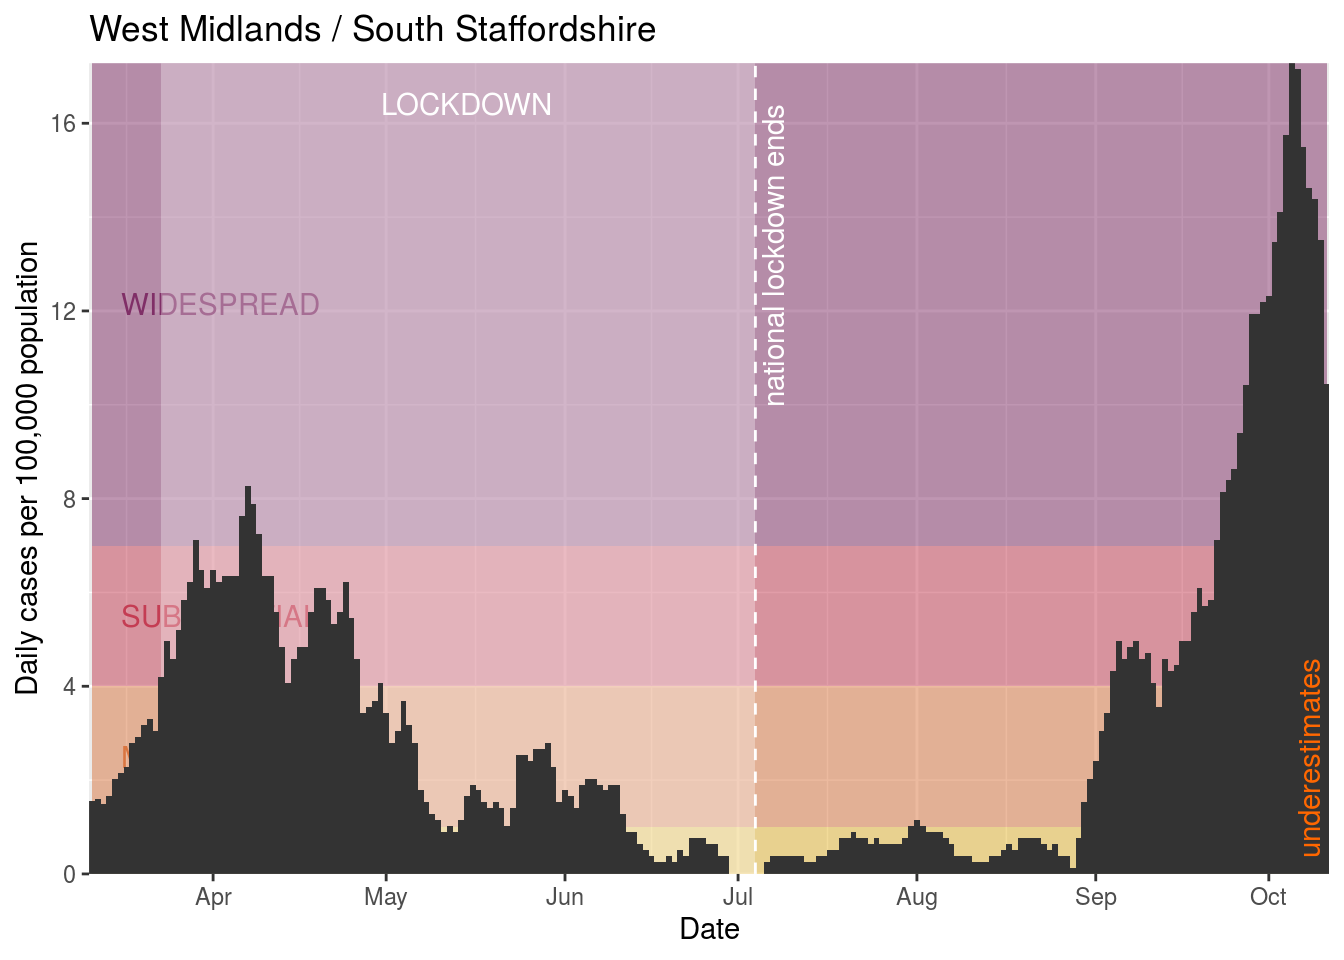 West Midlands / South Staffordshire
LOCKDOWN
national lockdown ends
WIDESPREAD
underestimates
Daily cases per 100,000 population
16
12
8
4
0
Apr
May
Jun
Jul
Aug
Sep
Oct
Date